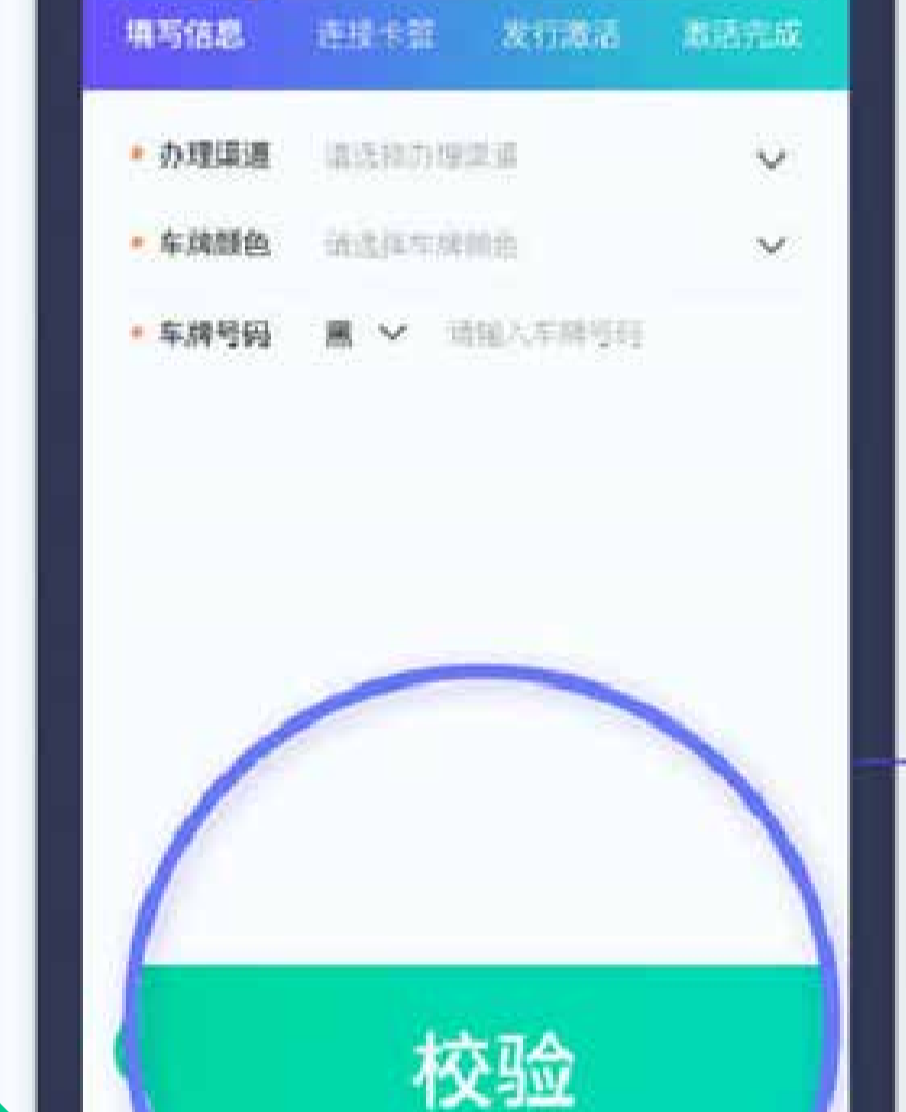 填写信息 连接卡签 发行激活 激活完成
办理渠道 请选择办理渠道
车牌颜色 请选择车牌颜色
车牌号码 黑 请输入车牌号码
校验